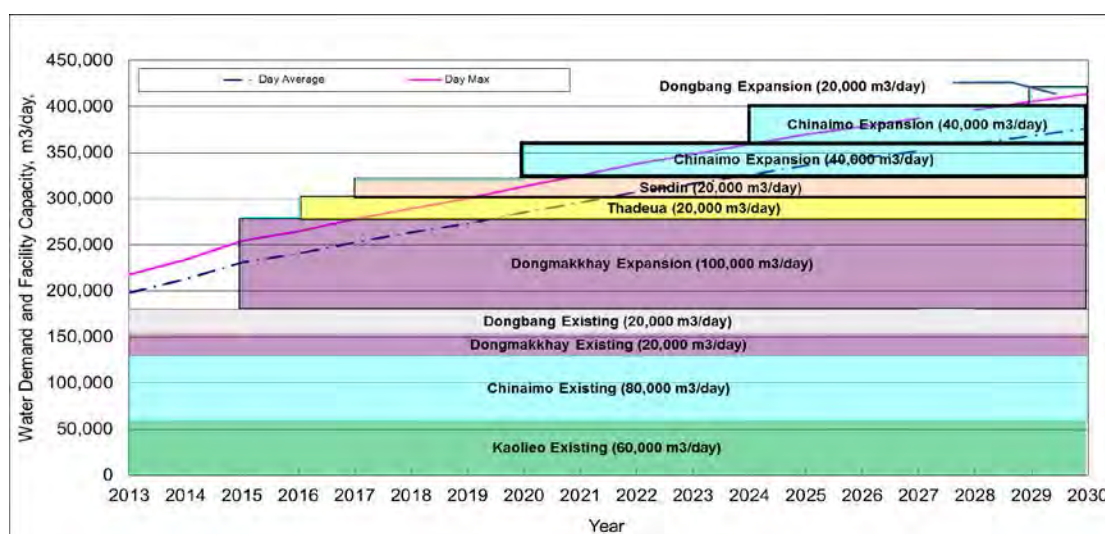 Water Demand and Facility Capacity, m3/day,
450,000
400,000
350,000
300,000
250,000
200,000
150,000
100,000
50,000
0
Day Average
Day Max
Dongbang Expansion (20,000 m3/day)
Chinaimo Expansion (40,000 m3/day)
Chinaimo Expansion (40,000 m3/day)
Sendin (20,000 m3/day)
Thadeua (20,000 m3/day)
Dongmakkhay Expansion (100,000 m3/day)
Dongbang Existing (20,000 m3/day)
Dongmakkhay Existing (20,000 m3/day)
Chinaimo Existing (80,000 m3/day)
Kaolieo Existing (60,000 m3/day)
2013 2014 2015 2016 2017 2018 2019 2020 2021 2022 2023 2024 2025 2026 2027 2028 2029 2030
Year